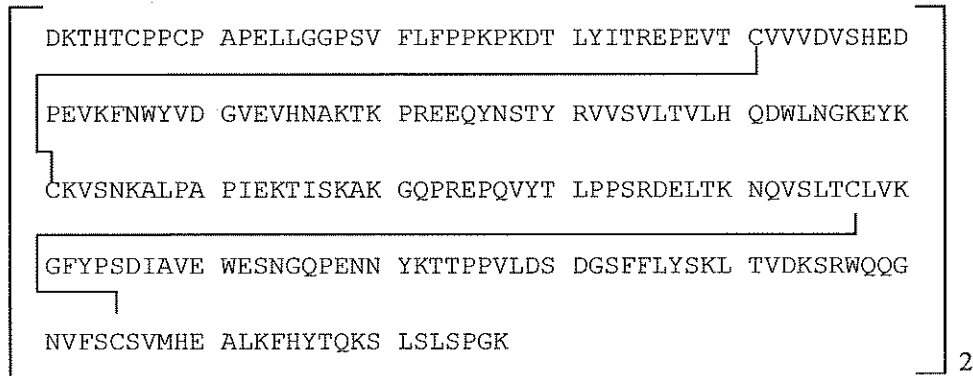 DKTHTCPPCP APELLGGPSV FLFPPKPKDT LYITREPEVT CVVVDVSHED
PEVKFNWYVD GVEVHNAKTK PREEQYNSTY RVVSVLTVLH QDWLNGKEYK
CKVSNKALPA PIEKTISKAK GQPREPQVYT LPPSRDELTK NQVSLTCLVK
GFYPSDIAVE WESNGQPENN YKTTPPVLDS DGSFFLYSKL TVDKSRWQQG
NVFSCSVMHE ALKFHYTQKS LSLSPGK
2